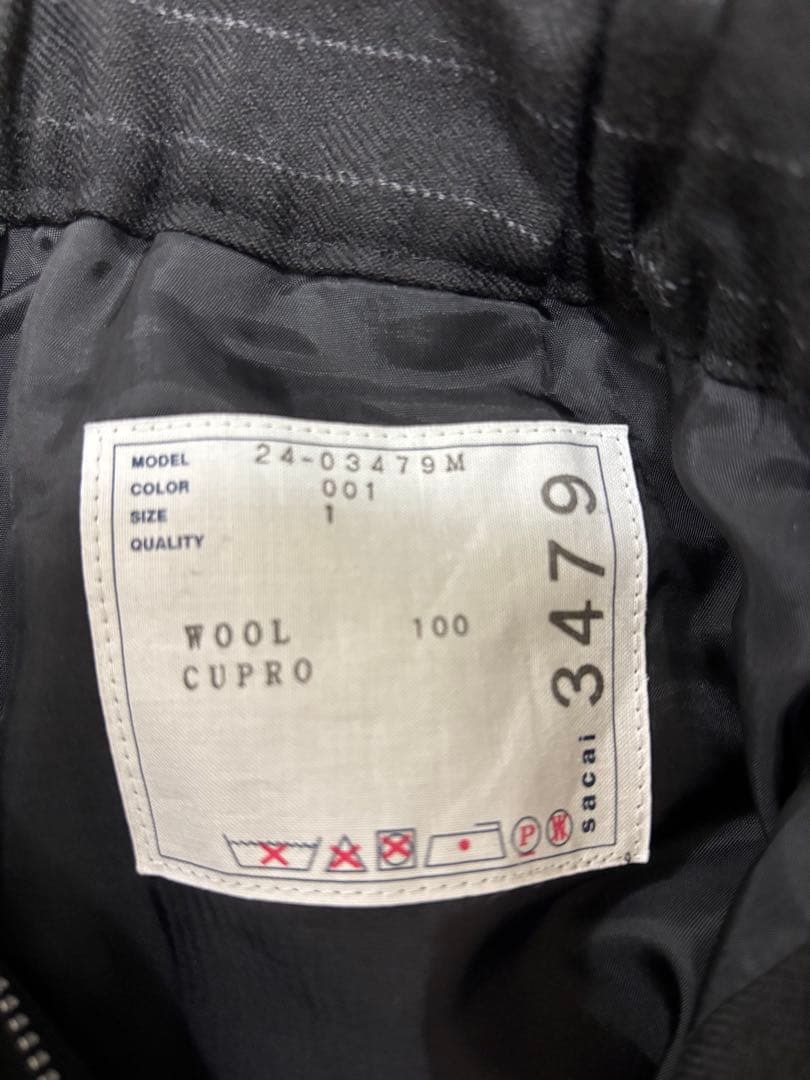 MODEL 24-03479M
COLOR 001
SIZE 1
QUALITY
WOOL 100
CUPRO
sacai 3479
P
W